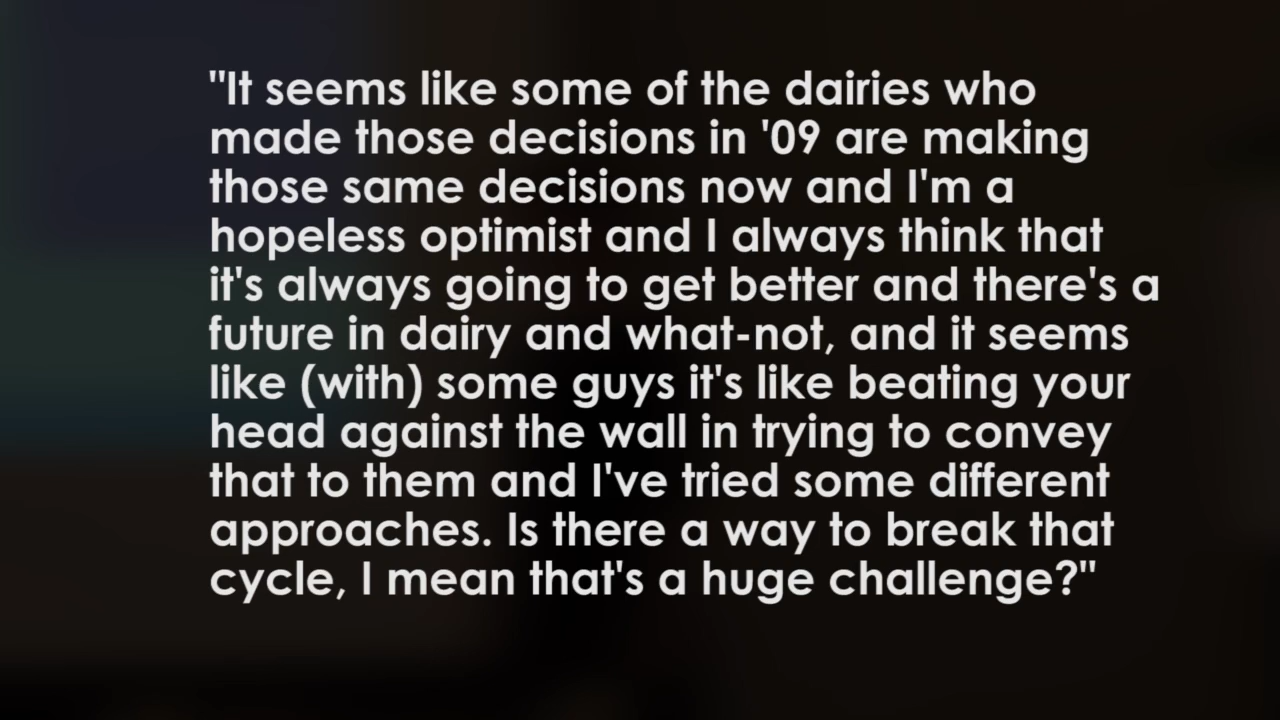 "It seems like some of the dairies who
made those decisions in '09 are making
those same decisions now and I'm a
hopeless optimist and I always think that
it's always going to get better and there's a
future in dairy and what-not, and it seems
like (with) some guys it's like beating your
head against the wall in trying to convey
that to them and I've tried some different
approaches. Is there a way to break that
cycle, I mean that's a huge challenge?"